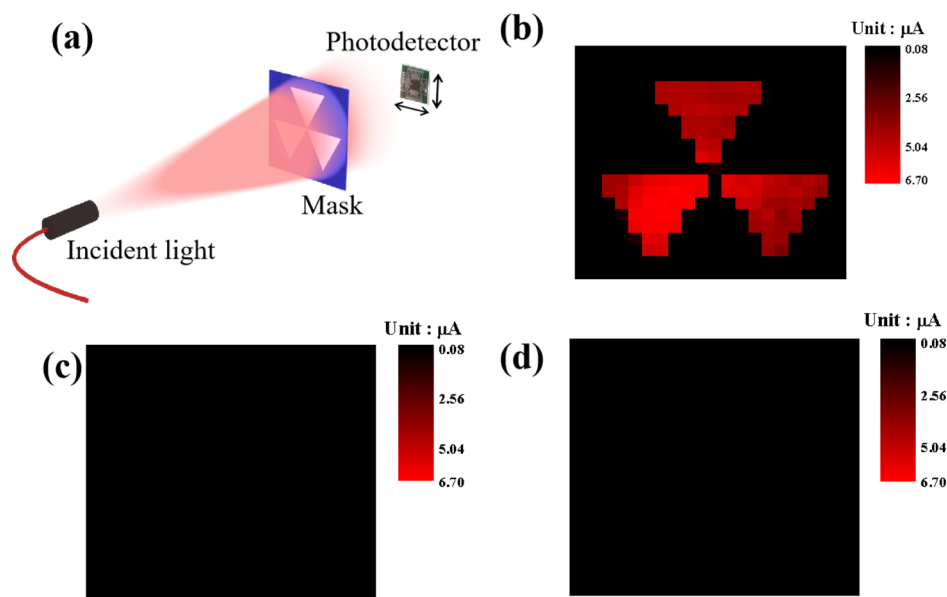 (a)
Photodetector
Mask
Incident light
(b)
Unit : μA
0.08
2.56
5.04
6.70
(c)
Unit : μA
0.08
2.56
5.04
6.70
(d)
Unit : μA
0.08
2.56
5.04
6.70